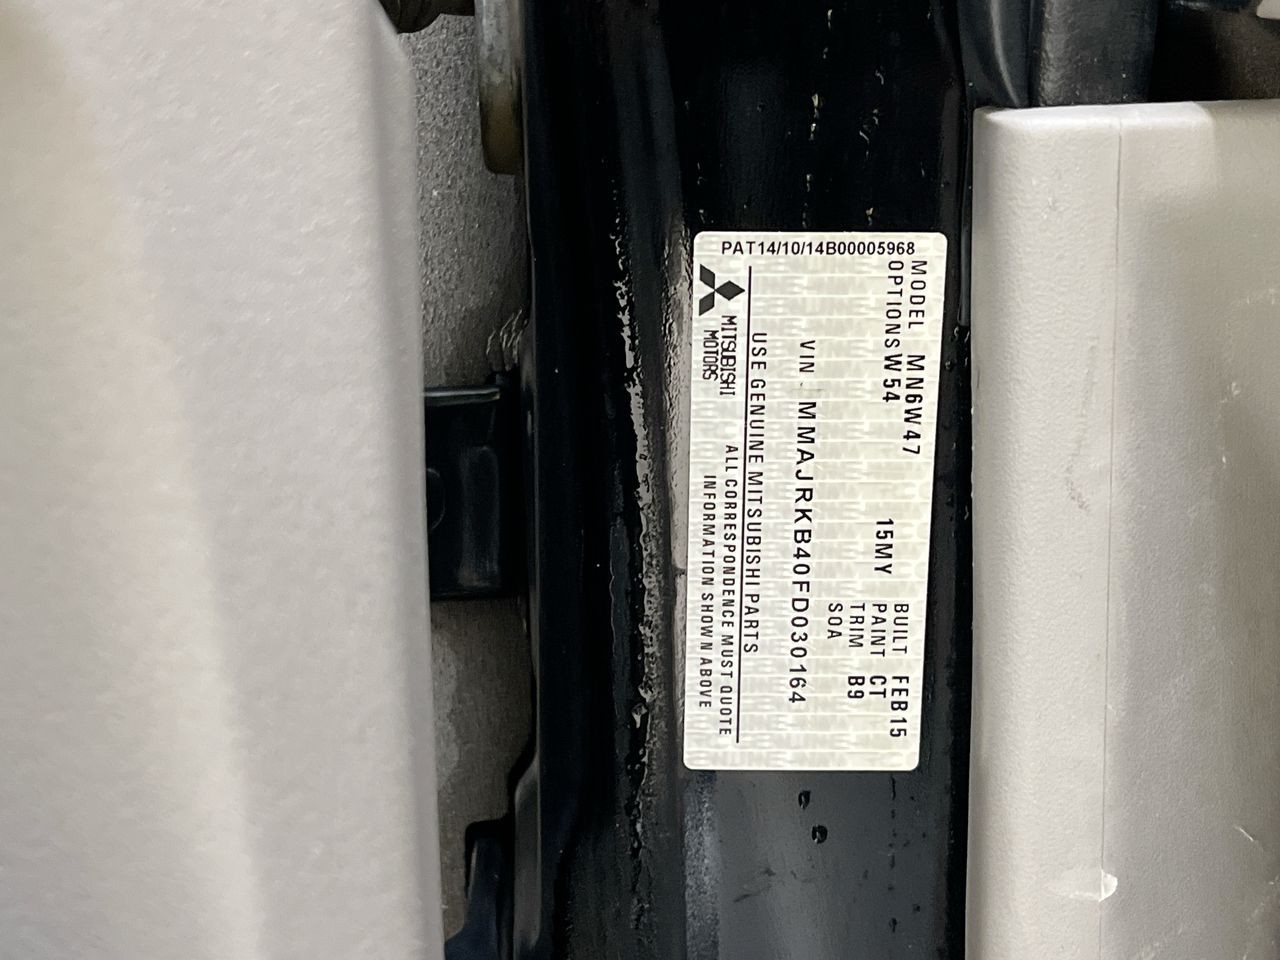 MODEL MN6W47 BUILT FEB15
OPTIONS W54 15MY PAINT CT
TRIM B9
SOA
VIN MMAJRKB40FD030164
USE GENUINE MITSUBISHI PARTS
MITSUBISHI MOTORS
ALL CORRESPONDENCE MUST QUOTE
INFORMATION SHOWN ABOVE
PAT14/10/14B00005968